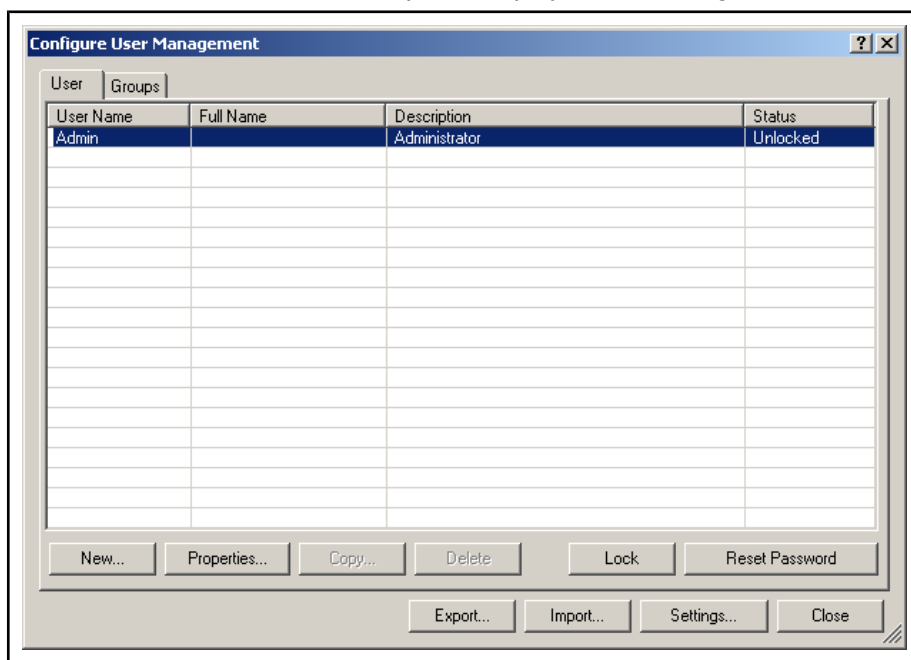 Configure User Management
User Groups
User Name Full Name Description Status
Admin Administrator Unlocked
New... Properties... Copy... Delete Lock Reset Password
Export... Import... Settings... Close